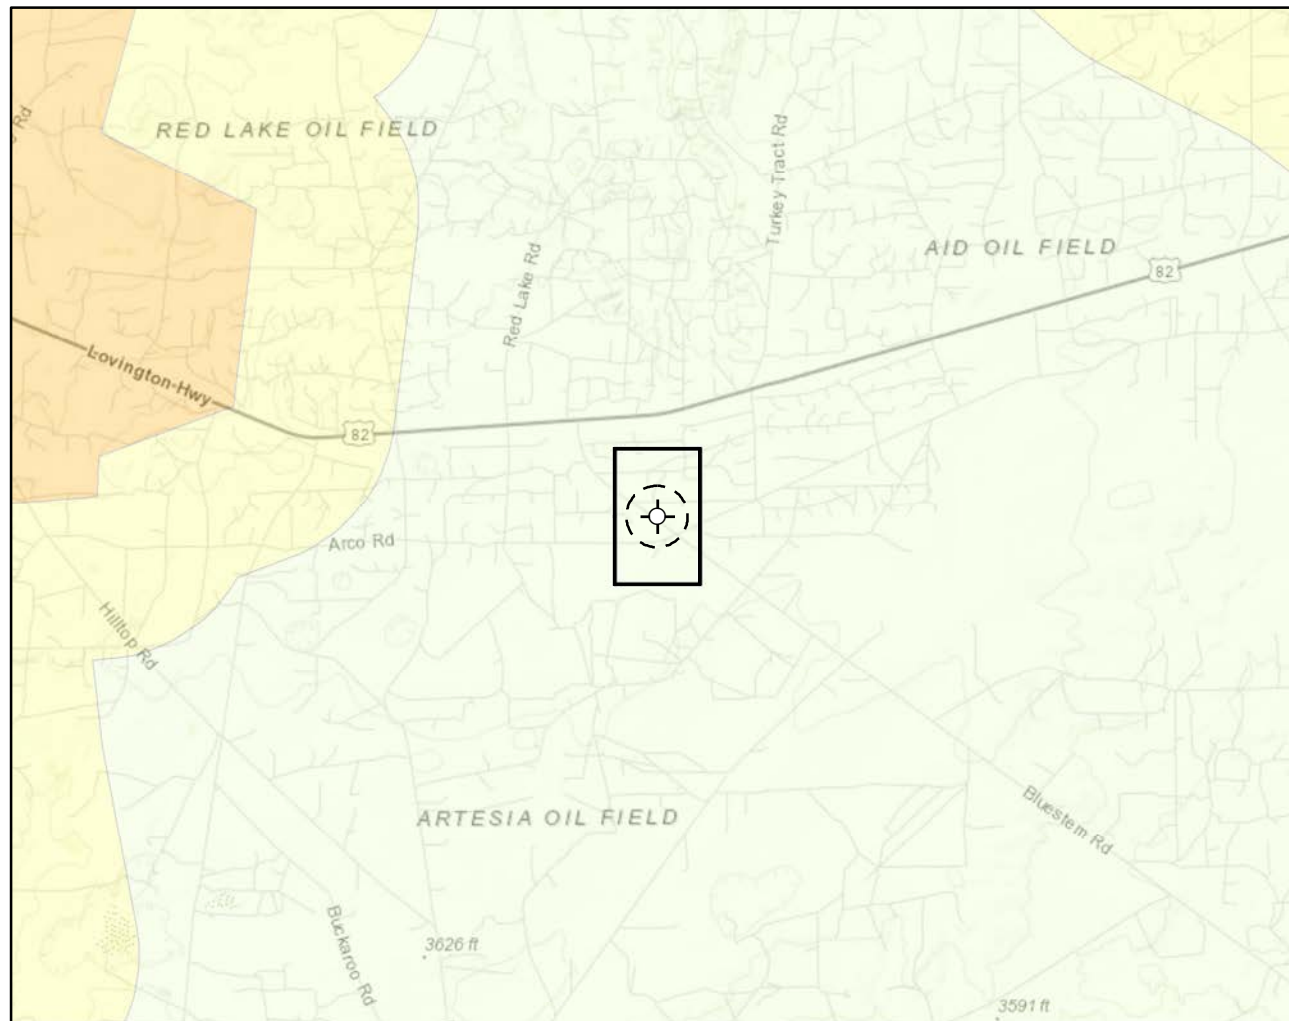 RED LAKE OIL FIELD
Turkey Tract Rd
AID OIL FIELD
Red Lake Rd
82
Lovington Hwy
82
Arco Rd
Hilltop Rd
ARTESIA OIL FIELD
Bluestem Rd
Buckaroo Rd
3626 ft
3591 ft